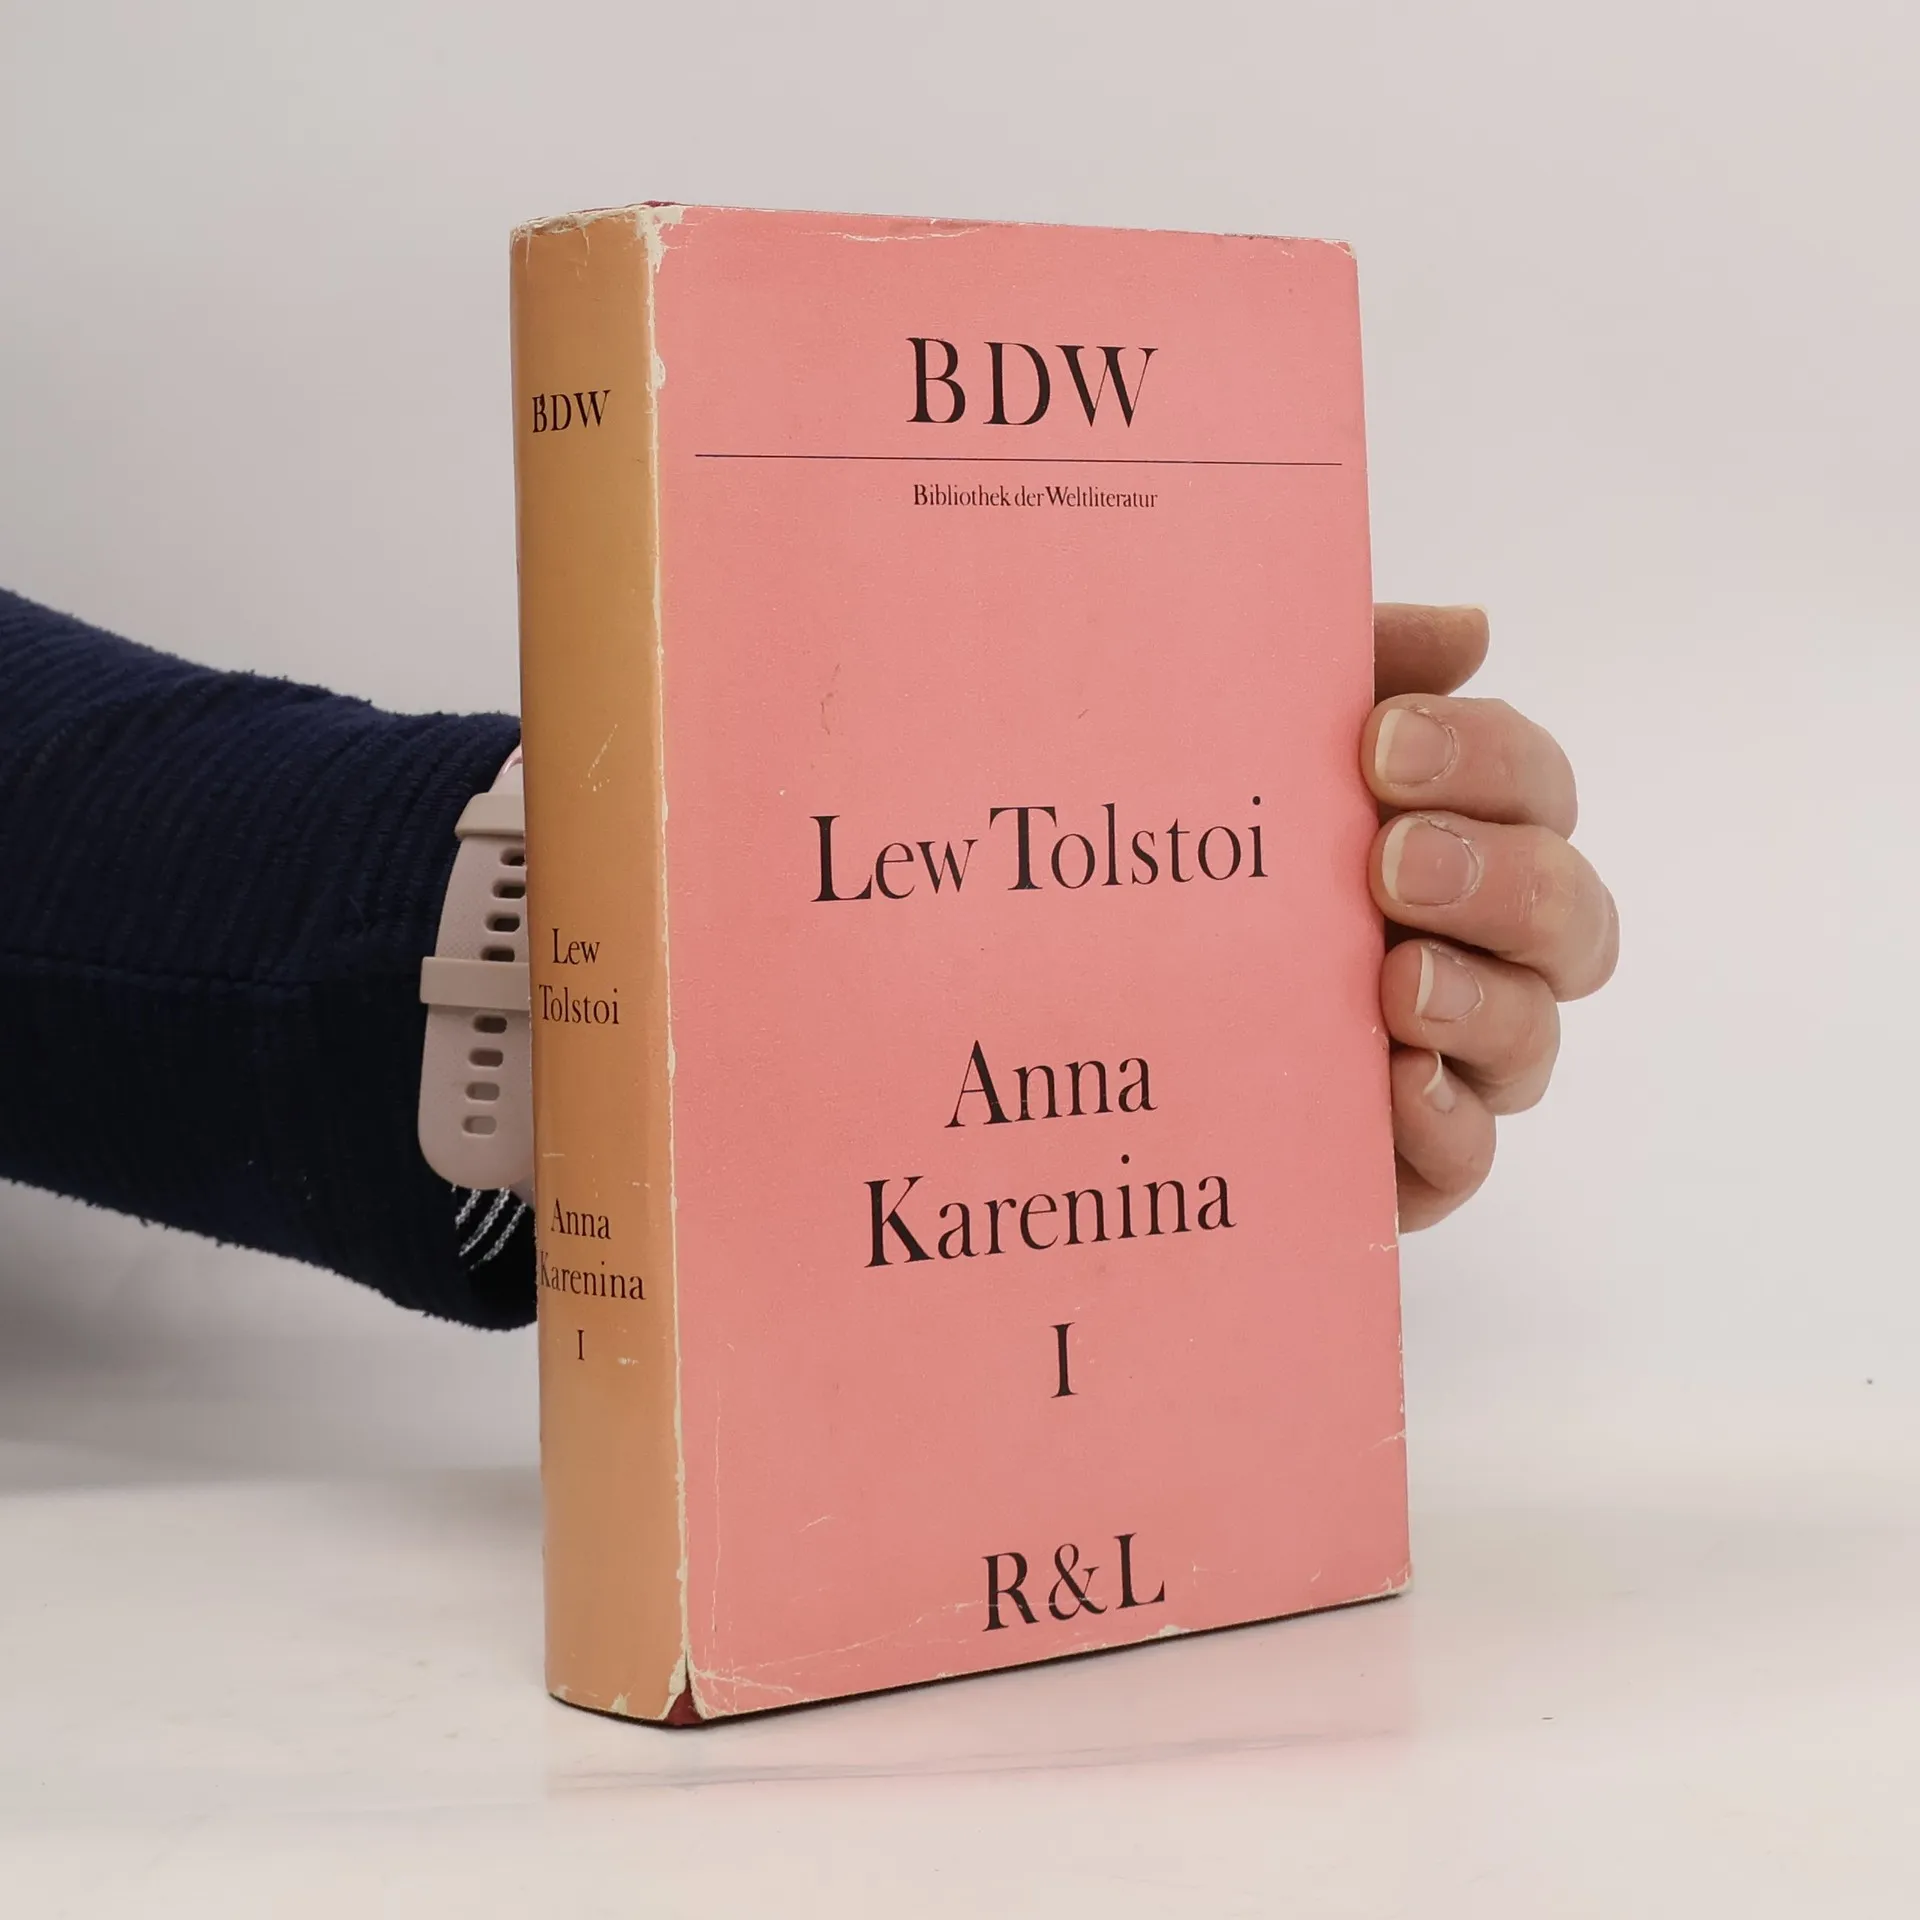 BDW
Lew
Tolstoi
Anna
Karenina
I
BDW
Bibliothek der Weltliteratur
Lew Tolstoi
Anna
Karenina
I
R&L